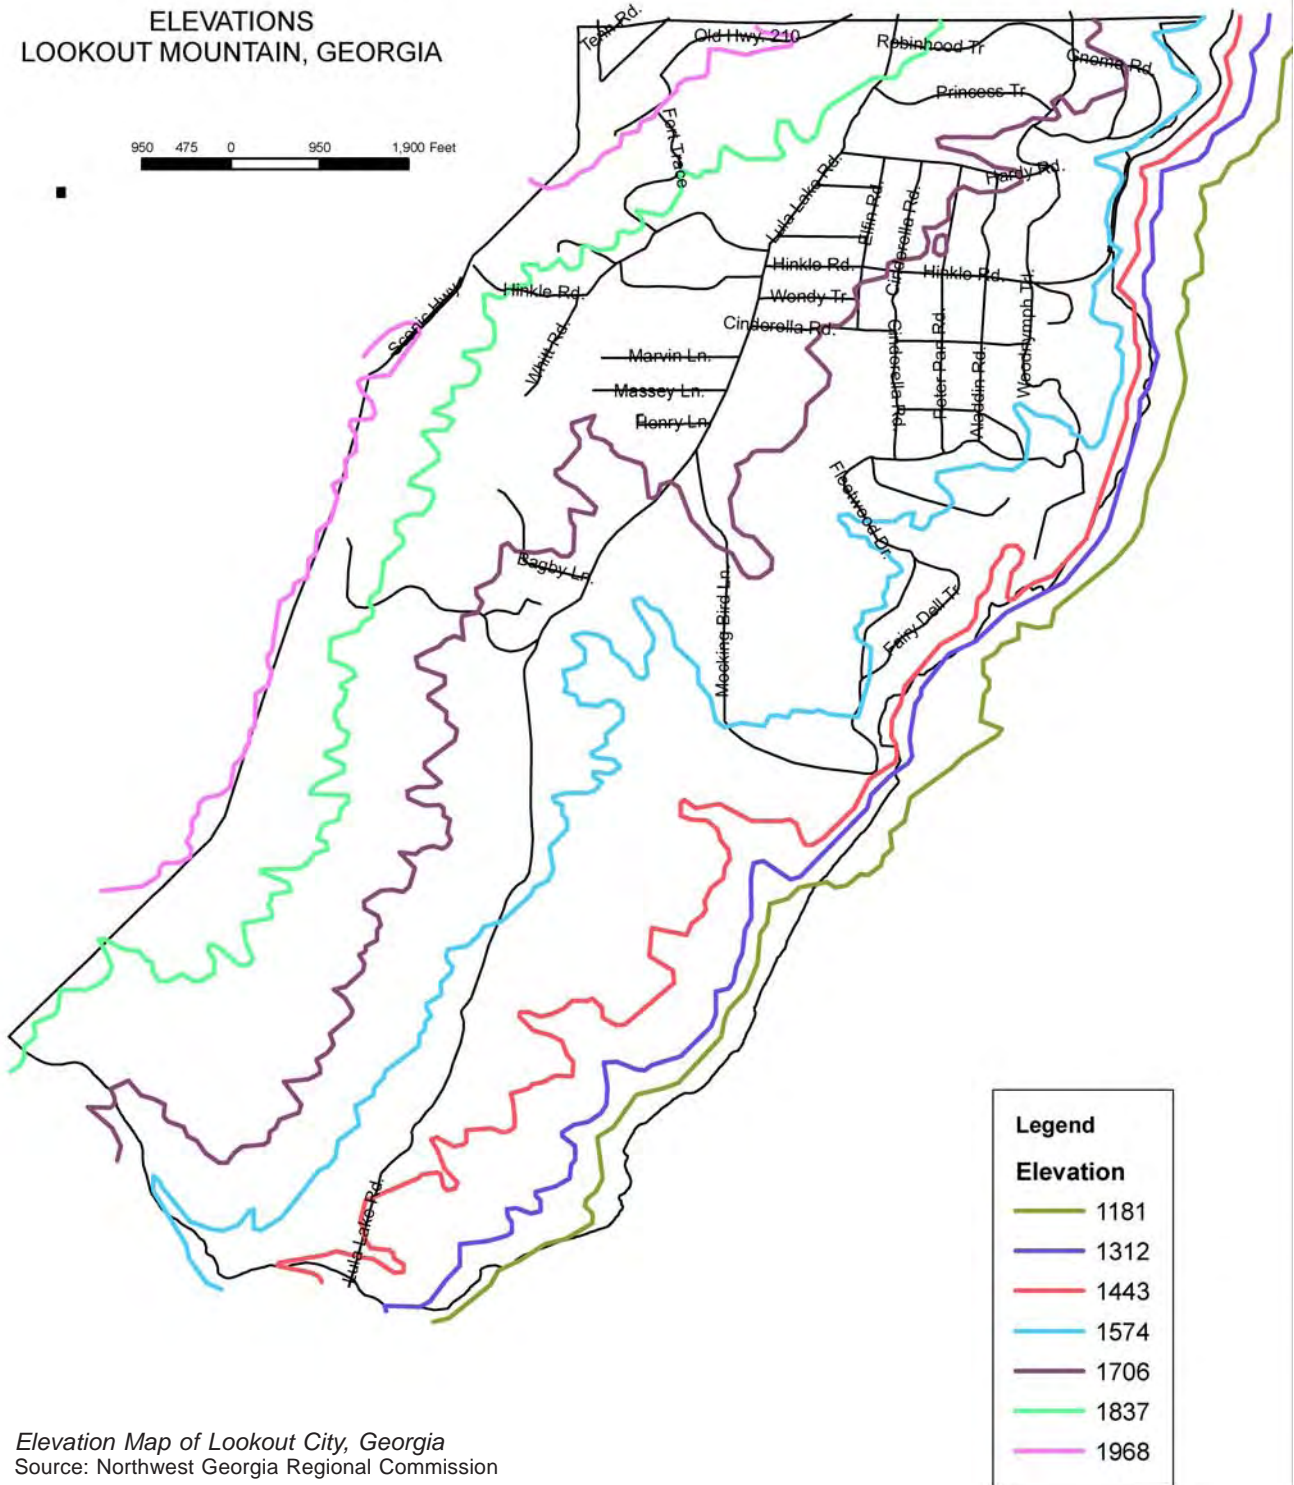 ELEVATIONS
LOOKOUT MOUNTAIN, GEORGIA
950 475 0 950 1,900 Feet
Tenn Rd.
Old Hwy. 210
Robinhood Tr
Gnome Rd.
Princess Tr
Fort Trace
Hardy Rd.
Lula Lake Rd.
Elfin Rd.
Cinderella Rd.
Hinkle Rd.
Hinkle Rd.
Hinkle Rd.
Wendy Tr
Cinderella Rd.
Scenic Hwy
Whitt Rd.
Marvin Ln.
Massey Ln.
Henry Ln.
Cinderella Rd.
Peter Pan Rd.
Aladdin Rd.
Woodnymph Trl.
Fleetwood Dr.
Bagby Ln.
Mocking Bird Ln.
Fairy Dell Tr
Lula Lake Rd.
Legend
Elevation
1181
1312
1443
1574
1706
1837
1968
Elevation Map of Lookout City, Georgia
Source: Northwest Georgia Regional Commission